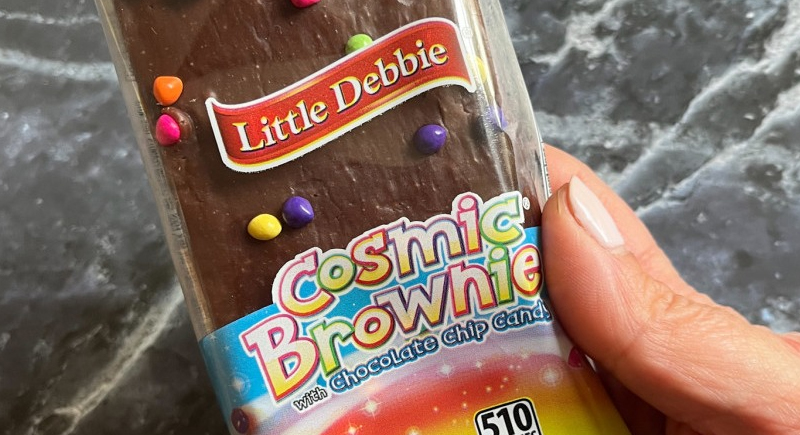 Little Debbie
Cosmic®
Brownie
with Chocolate Chip Candy
510